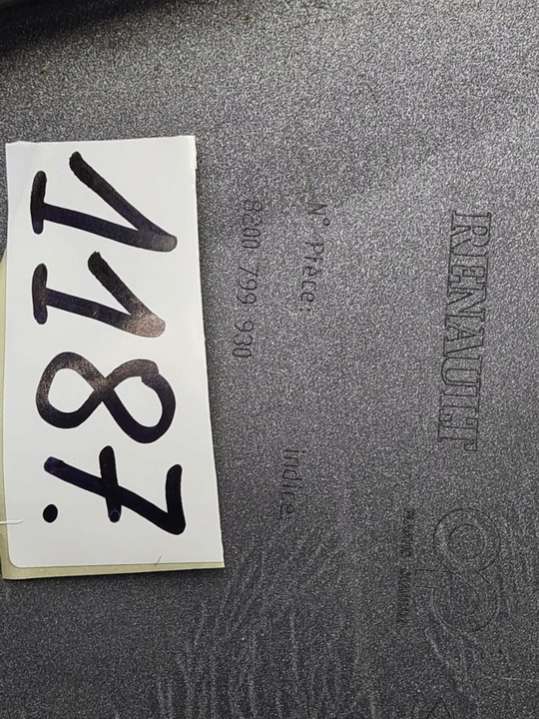 RENAULT
N° Pièce: indice
8200 799 930
1187.